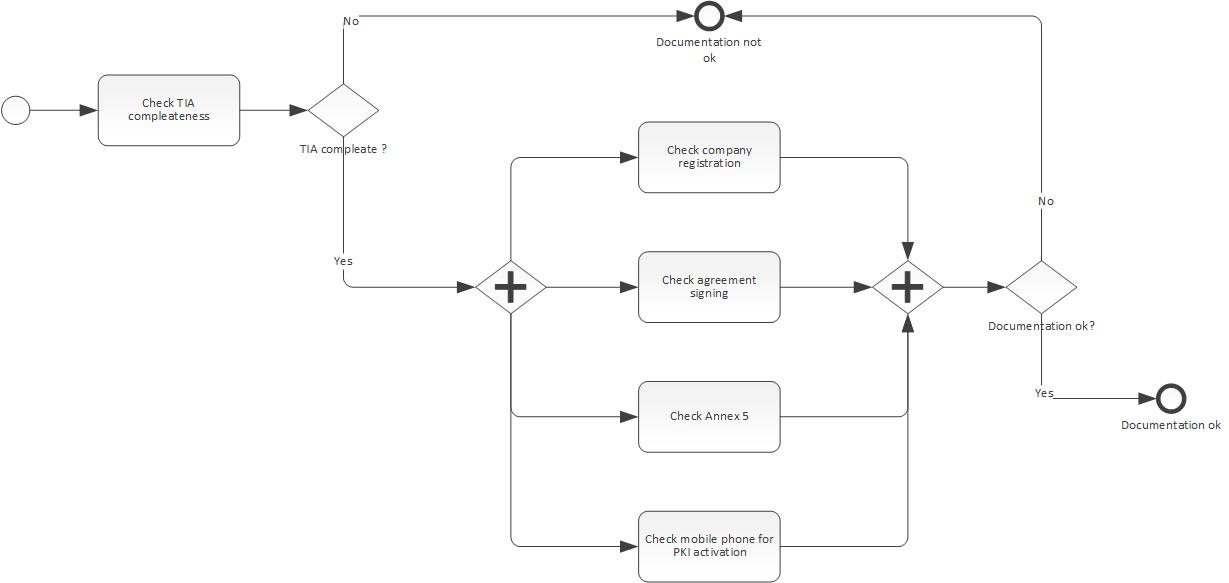 No
Documentation not
ok
Check TIA
compleateness
TIA compleate ?
Check company
registration
No
Yes
Check agreement
signing
Documentation ok?
Yes
Check Annex 5
Documentation ok
Check mobile phone for
PKI activation